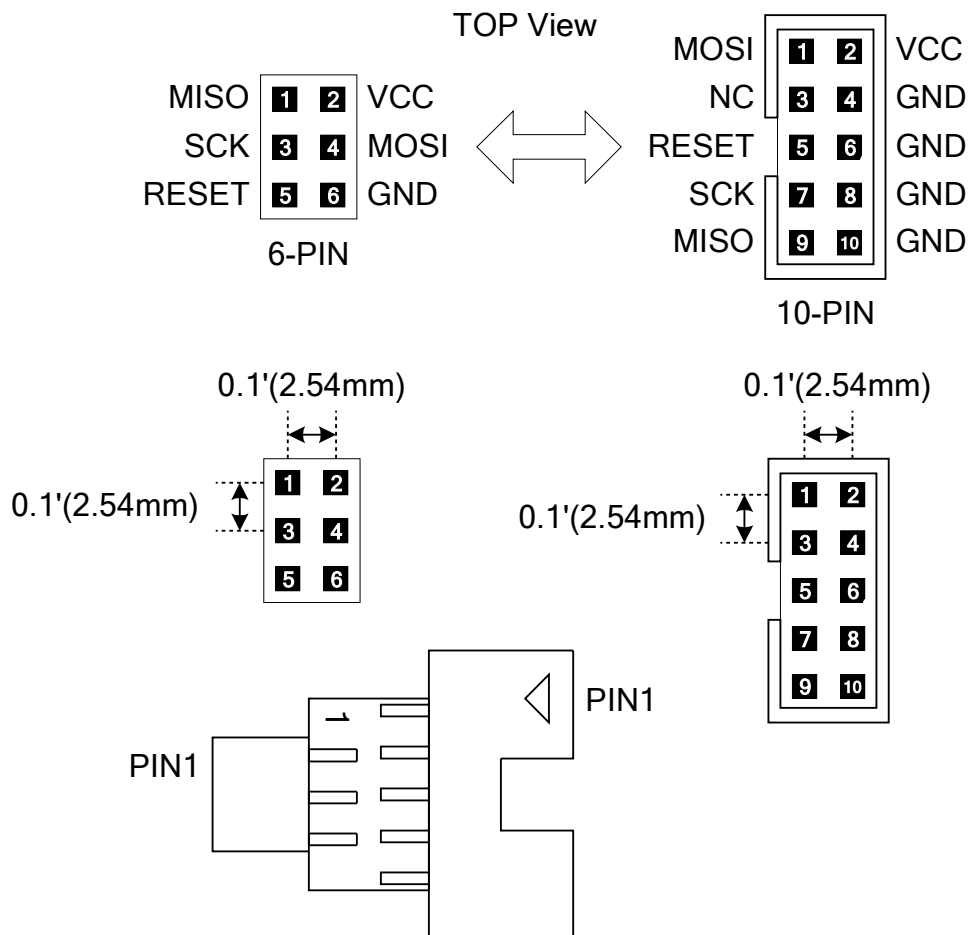 TOP View
MISO 1 2 VCC
SCK 3 4 MOSI
RESET 5 6 GND
6-PIN
MOSI 1 2 VCC
NC 3 4 GND
RESET 5 6 GND
SCK 7 8 GND
MISO 9 10 GND
10-PIN
0.1'(2.54mm)
0.1'(2.54mm)
1 2
3 4
5 6
0.1'(2.54mm)
0.1'(2.54mm)
1 2
3 4
5 6
7 8
9 10
PIN1
1
PIN1